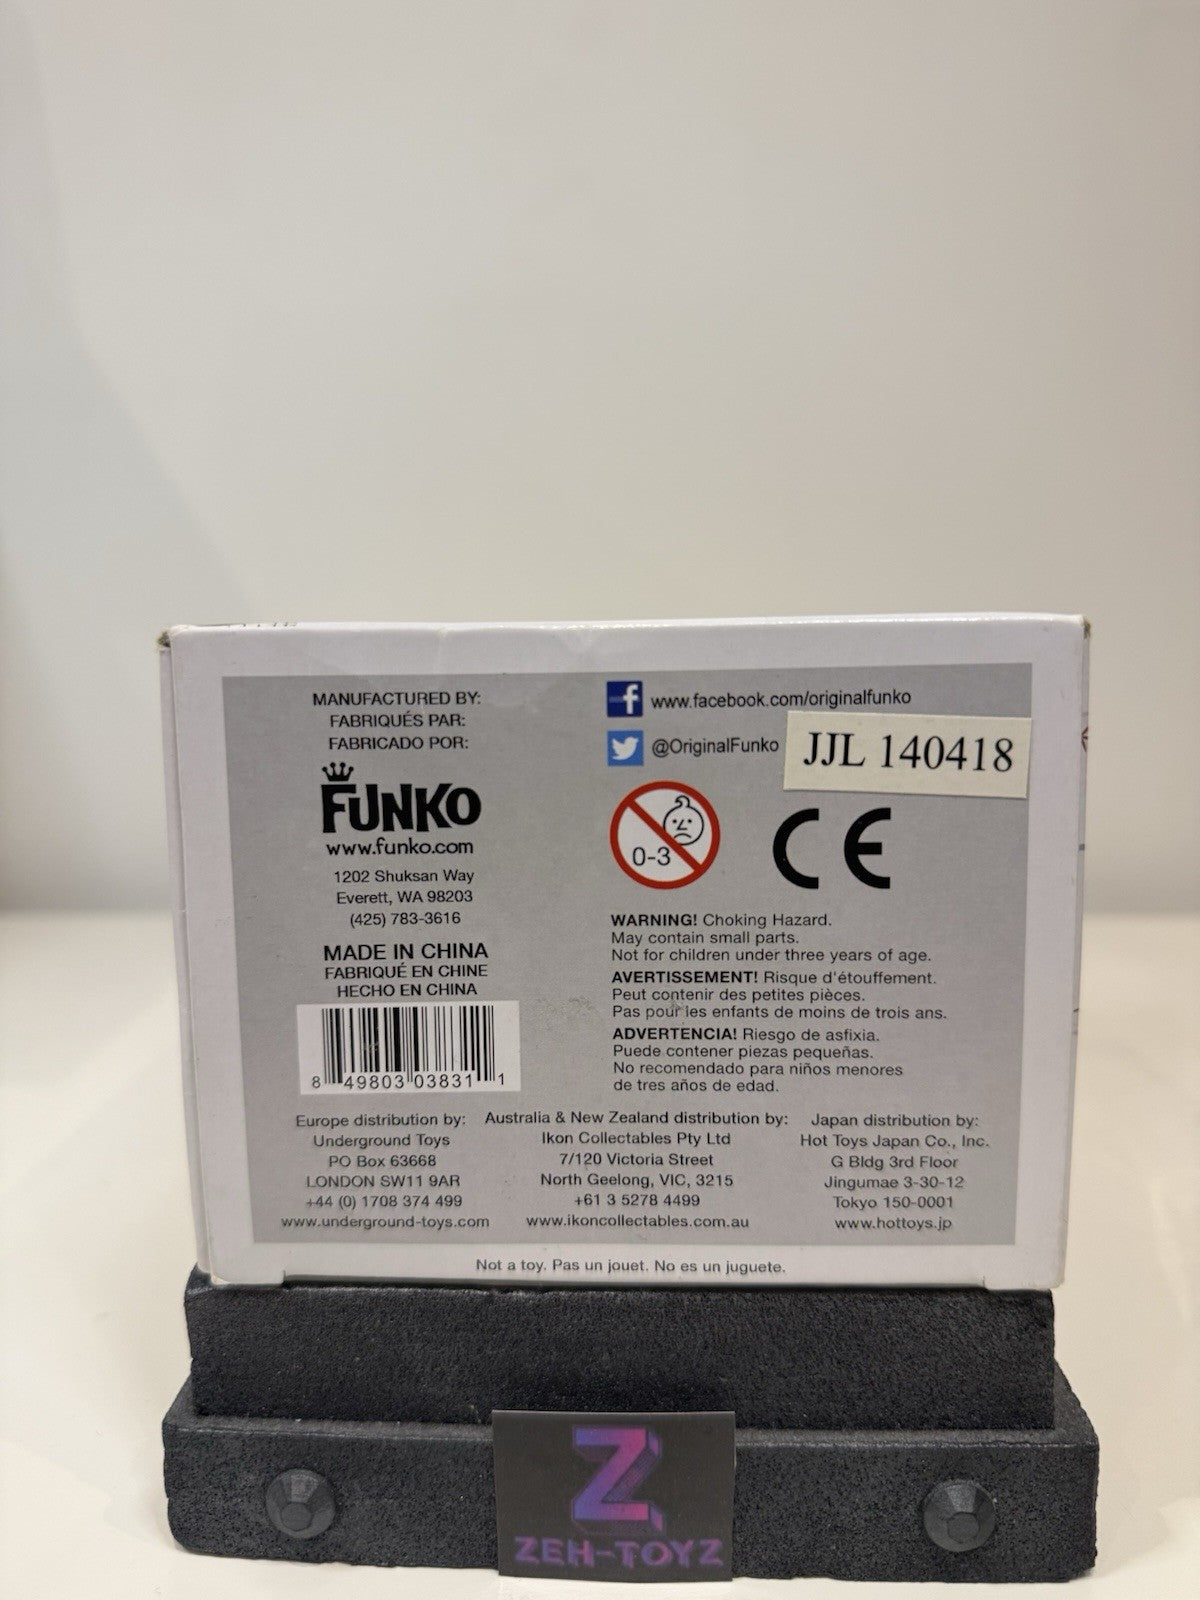 MANUFACTURED BY:
FABRIQUÉS PAR:
FABRICADO POR:
FUNKO
www.funko.com
1202 Shuksan Way
Everett, WA 98203
(425) 783-3616
MADE IN CHINA
FABRIQUÉ EN CHINE
HECHO EN CHINA
8 49803 03831 1
www.facebook.com/originalfunko
@OriginalFunko
JJL 140418
0-3
CE
WARNING! Choking Hazard.
May contain small parts.
Not for children under three years of age.
AVERTISSEMENT! Risque d'étouffement.
Peut contenir des petites pièces.
Pas pour les enfants de moins de trois ans.
ADVERTENCIA! Riesgo de asfixia.
Puede contener piezas pequeñas.
No recomendado para niños menores
de tres años de edad.
Europe distribution by:
Underground Toys
PO Box 63668
LONDON SW11 9AR
+44 (0) 1708 374 499
www.underground-toys.com
Australia & New Zealand distribution by:
Ikon Collectables Pty Ltd
7/120 Victoria Street
North Geelong, VIC, 3215
+61 3 5278 4499
www.ikoncollectables.com.au
Japan distribution by:
Hot Toys Japan Co., Inc.
G Bldg 3rd Floor
Jingumae 3-30-12
Tokyo 150-0001
www.hottoys.jp
Not a toy. Pas un jouet. No es un juguete.
Z
ZEH-TOYZ